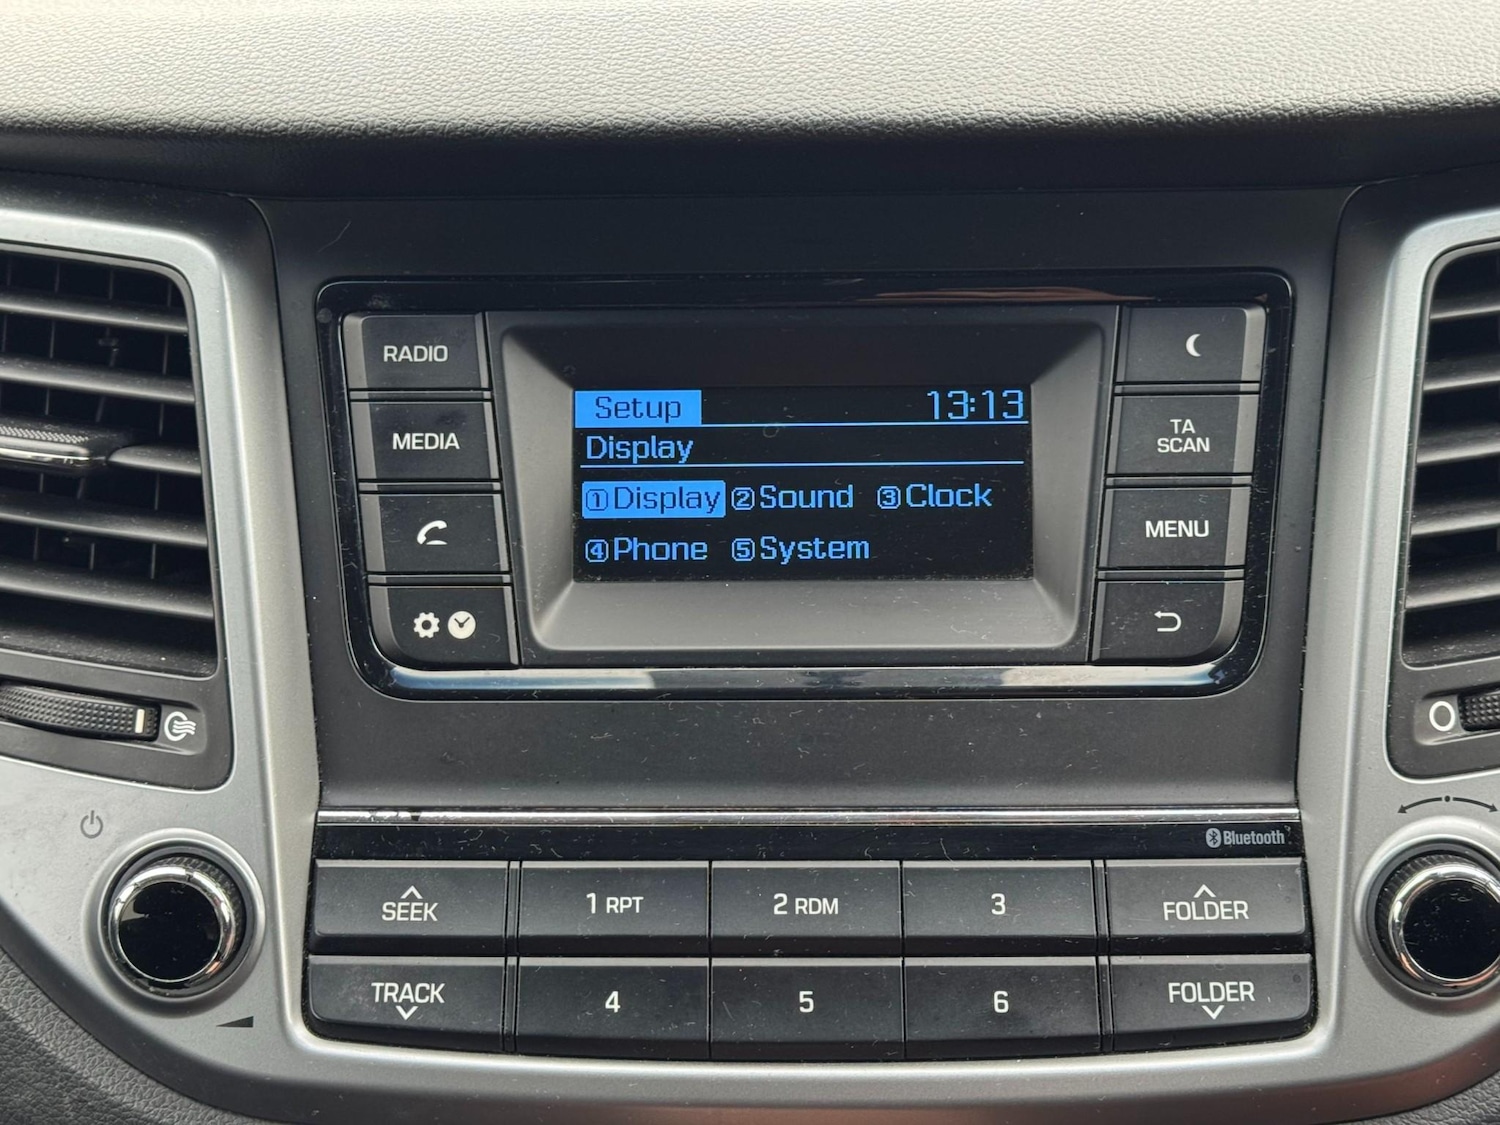 RADIO
MEDIA
Setup 13:13
Display
①Display ②Sound ③Clock
④Phone ⑤System
TA
SCAN
MENU
Bluetooth
SEEK
1 RPT
2 RDM
3
FOLDER
TRACK
4
5
6
FOLDER